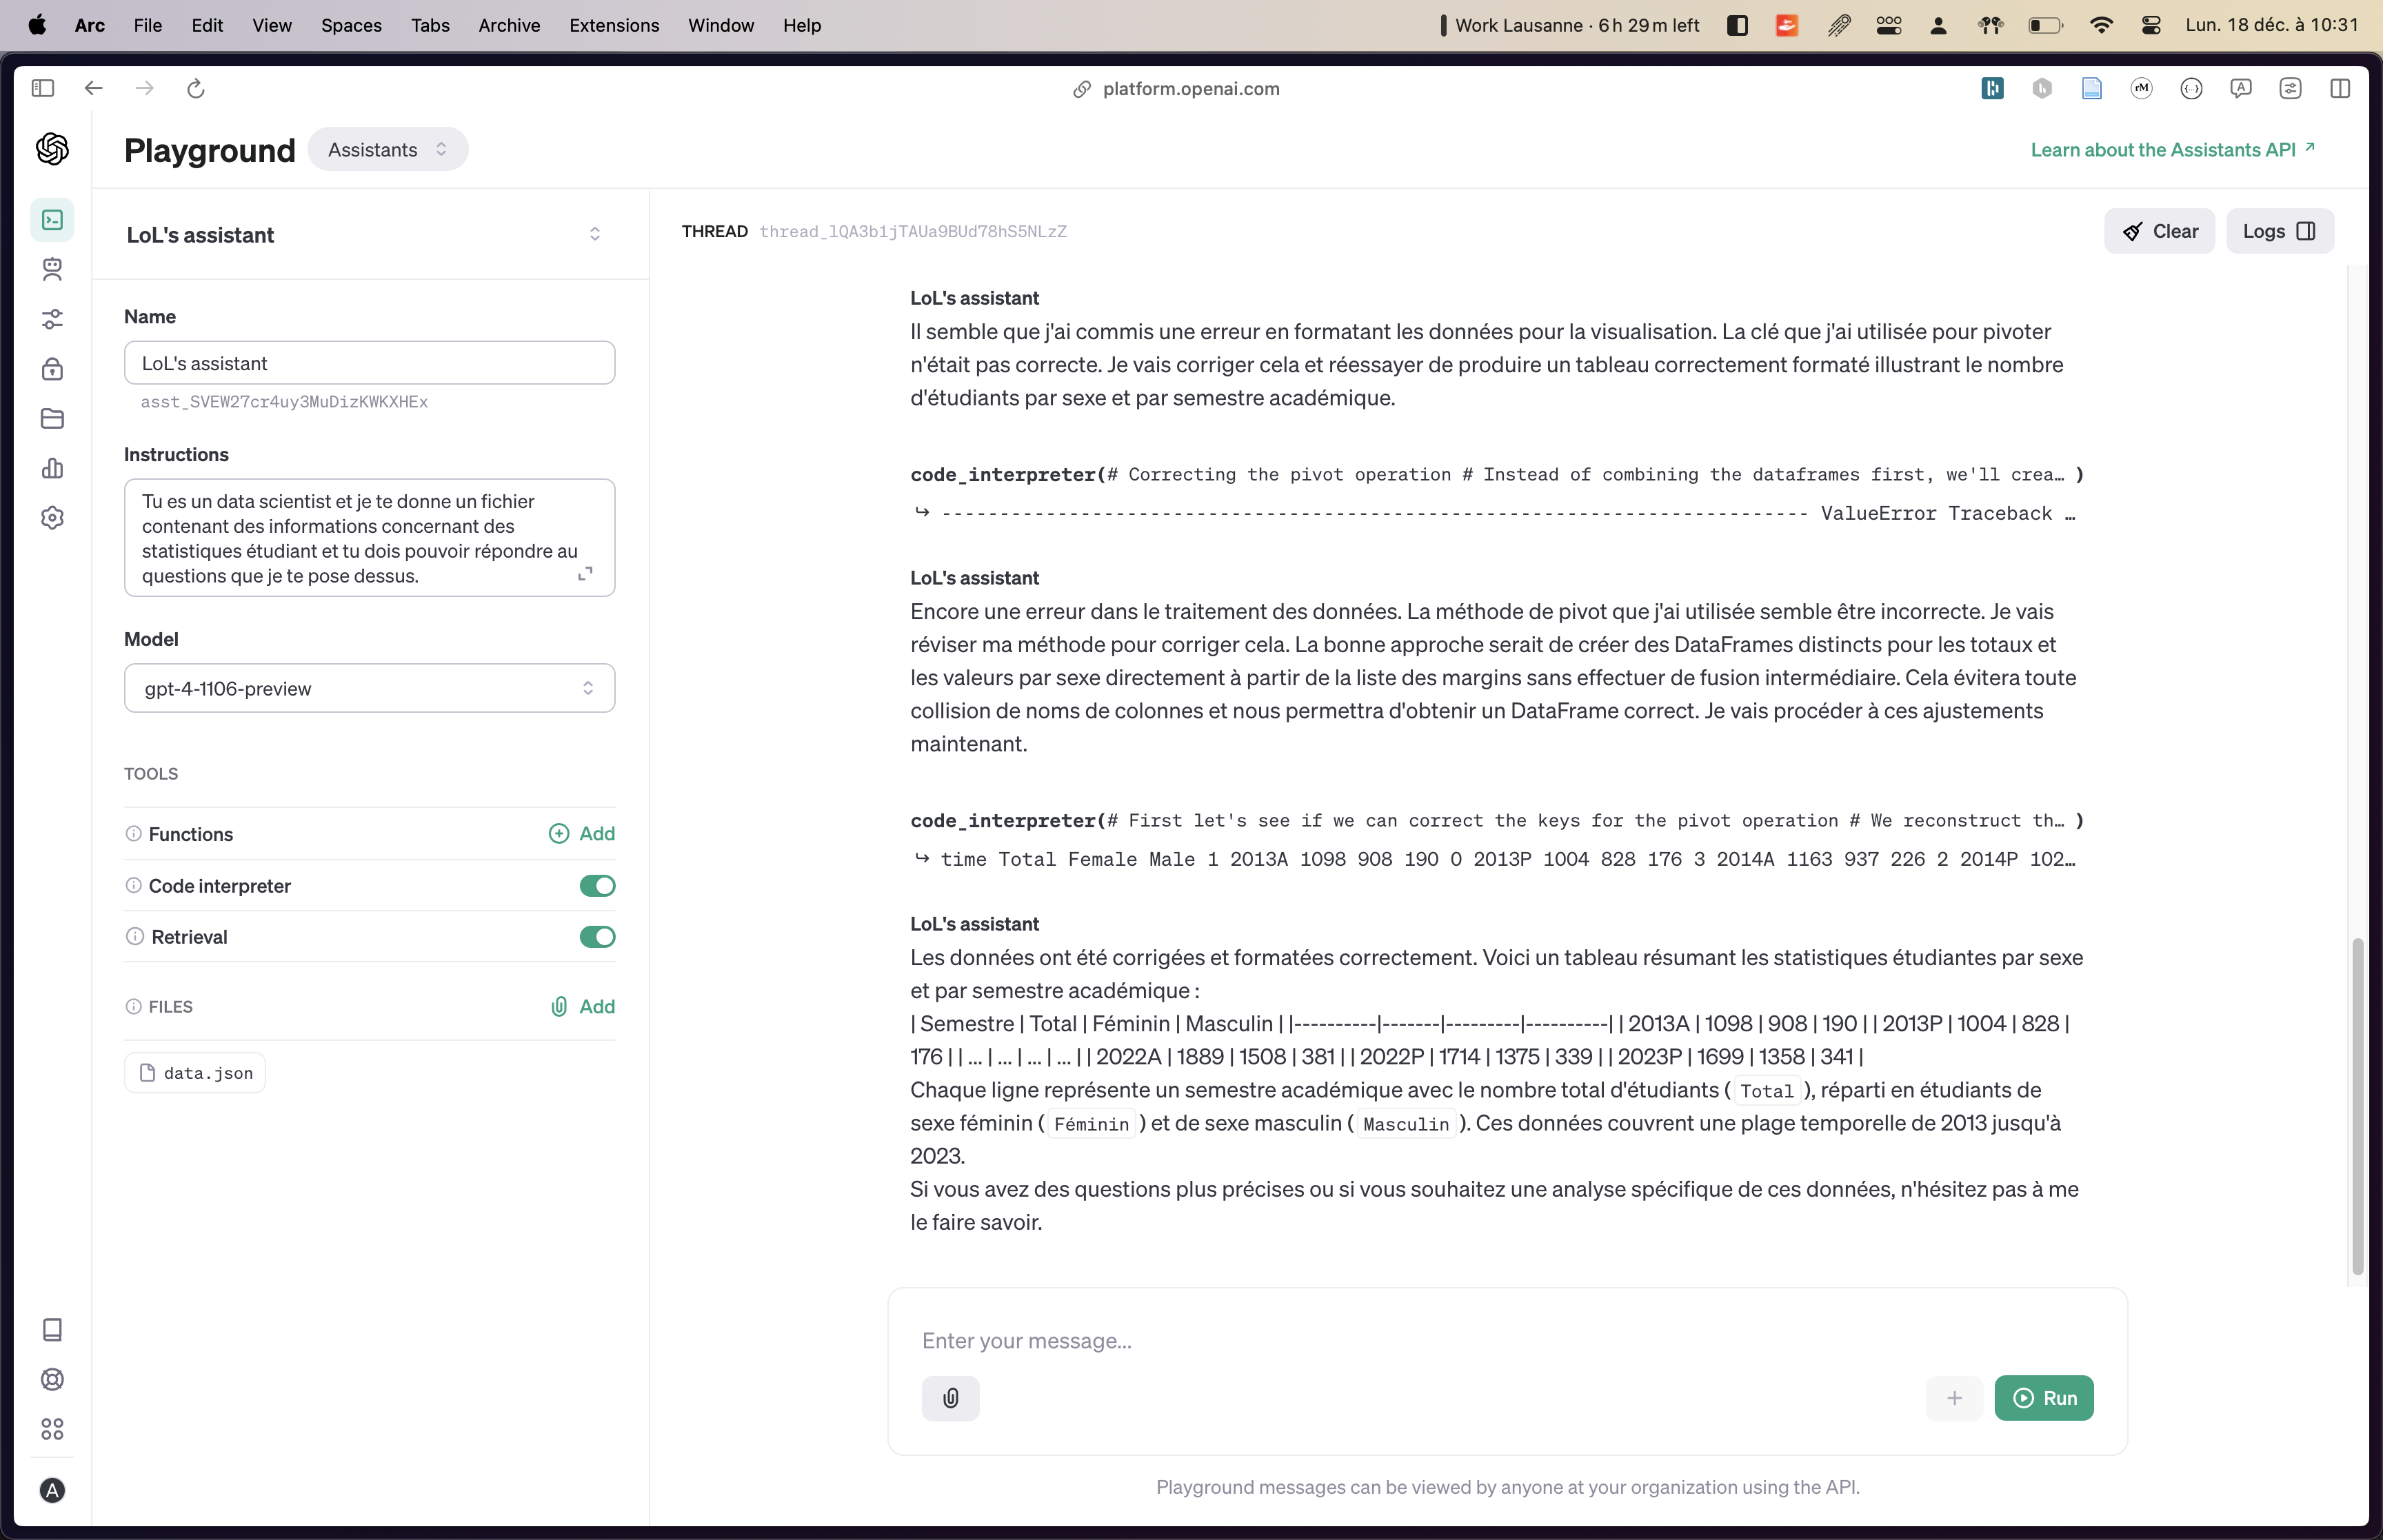 Arc File Edit View Spaces Tabs Archive Extensions Window Help Work Lausanne · 6 h 29 m left Lun. 18 déc. à 10:31
platform.openai.com
Playground Assistants Learn about the Assistants API ↗
LoL's assistant
Name
LoL's assistant
asst_SVEW27cr4uy3MuDizKWKXHEx
Instructions
Tu es un data scientist et je te donne un fichier
contenant des informations concernant des
statistiques étudiant et tu dois pouvoir répondre au
questions que je te pose dessus.
Model
gpt-4-1106-preview
TOOLS
Functions Add
Code interpreter
Retrieval
FILES Add
data.json
A
THREAD thread_lQA3b1jTAUa9BUd78hS5NLzZ Clear Logs
LoL's assistant
Il semble que j'ai commis une erreur en formatant les données pour la visualisation. La clé que j'ai utilisée pour pivoter
n'était pas correcte. Je vais corriger cela et réessayer de produire un tableau correctement formaté illustrant le nombre
d'étudiants par sexe et par semestre académique.
code_interpreter(# Correcting the pivot operation # Instead of combining the dataframes first, we'll crea… )
↪ --------------------------------------------------------------------------- ValueError Traceback …
LoL's assistant
Encore une erreur dans le traitement des données. La méthode de pivot que j'ai utilisée semble être incorrecte. Je vais
réviser ma méthode pour corriger cela. La bonne approche serait de créer des DataFrames distincts pour les totaux et
les valeurs par sexe directement à partir de la liste des margins sans effectuer de fusion intermédiaire. Cela évitera toute
collision de noms de colonnes et nous permettra d'obtenir un DataFrame correct. Je vais procéder à ces ajustements
maintenant.
code_interpreter(# First let's see if we can correct the keys for the pivot operation # We reconstruct th… )
↪ time Total Female Male 1 2013A 1098 908 190 0 2013P 1004 828 176 3 2014A 1163 937 226 2 2014P 102…
LoL's assistant
Les données ont été corrigées et formatées correctement. Voici un tableau résumant les statistiques étudiantes par sexe
et par semestre académique :
| Semestre | Total | Féminin | Masculin | |----------|-------|---------|----------| | 2013A | 1098 | 908 | 190 | | 2013P | 1004 | 828 |
176 | | ... | ... | ... | ... | | 2022A | 1889 | 1508 | 381 | | 2022P | 1714 | 1375 | 339 | | 2023P | 1699 | 1358 | 341 |
Chaque ligne représente un semestre académique avec le nombre total d'étudiants ( Total ), réparti en étudiants de
sexe féminin ( Féminin ) et de sexe masculin ( Masculin ). Ces données couvrent une plage temporelle de 2013 jusqu'à
2023.
Si vous avez des questions plus précises ou si vous souhaitez une analyse spécifique de ces données, n'hésitez pas à me
le faire savoir.
Enter your message...
Run
Playground messages can be viewed by anyone at your organization using the API.